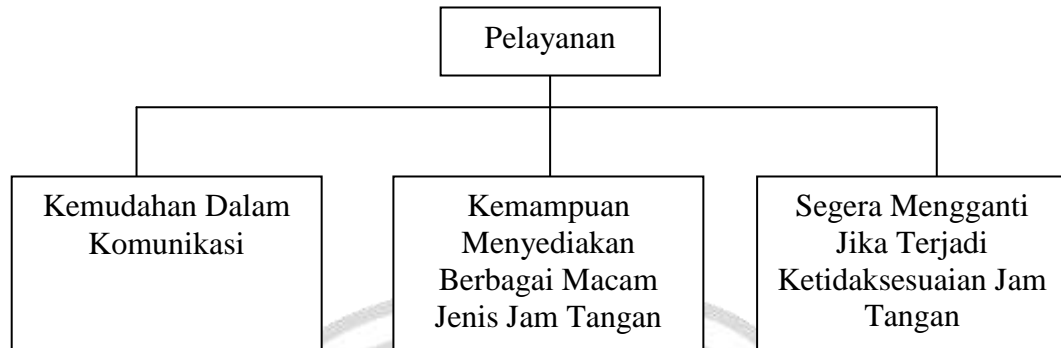 Pelayanan
Kemudahan Dalam
Komunikasi
Kemampuan
Menyediakan
Berbagai Macam
Jenis Jam Tangan
Segera Mengganti
Jika Terjadi
Ketidaksesuaian Jam
Tangan